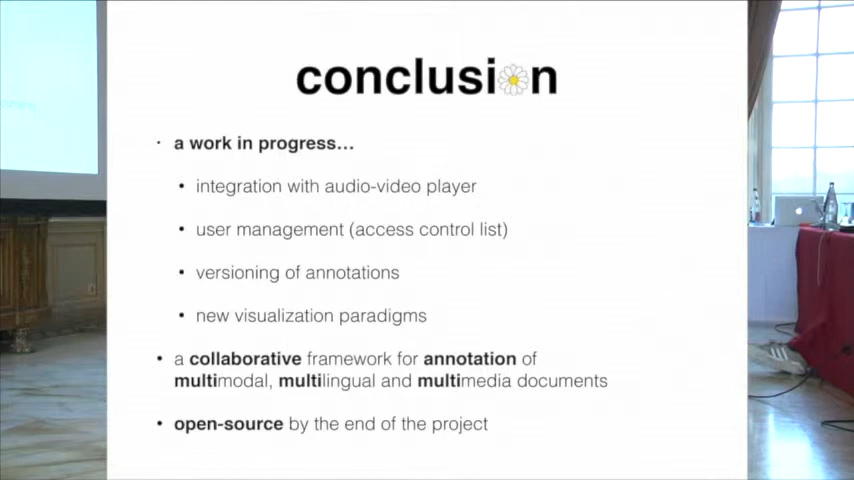 conclusion
• a work in progress…
• integration with audio-video player
• user management (access control list)
• versioning of annotations
• new visualization paradigms
• a collaborative framework for annotation of
multimodal, multilingual and multimedia documents
• open-source by the end of the project